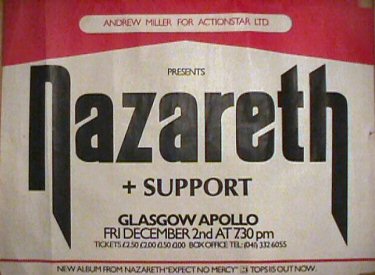 ANDREW MILLER FOR ACTIONSTAR LTD
PRESENTS
Nazareth
+ SUPPORT
GLASGOW APOLLO
FRI DECEMBER 2nd AT 7.30 pm
TICKETS £2.50 £2.00 £1.50 £1.00 BOX OFFICE TEL: (041) 332 6055
NEW ALBUM FROM NAZARETH "EXPECT NO MERCY" TOPS 115 OUT NOW